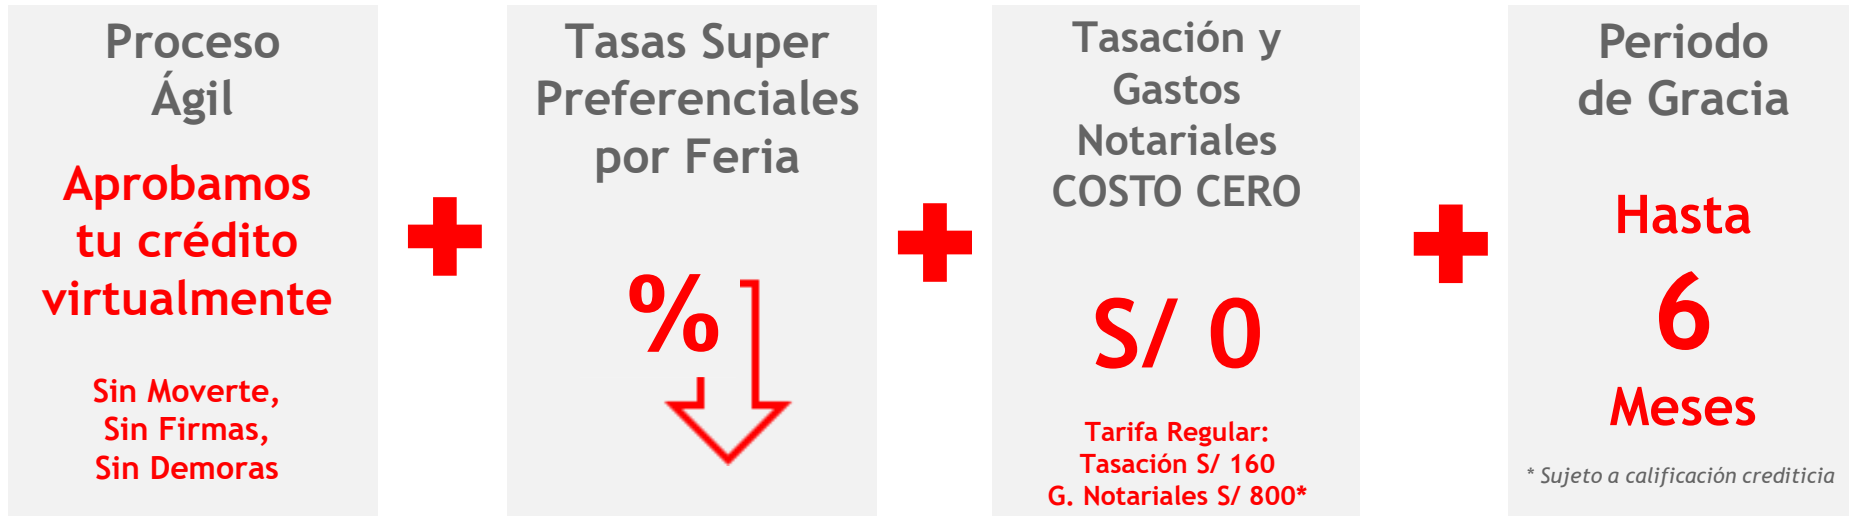 Proceso
Ágil
Aprobamos
tu crédito
virtualmente
Sin Moverte,
Sin Firmas,
Sin Demoras
Tasas Super
Preferenciales
por Feria
%
Tasación y
Gastos
Notariales
COSTO CERO
S/ 0
Tarifa Regular:
Tasación S/ 160
G. Notariales S/ 800*
Periodo
de Gracia
Hasta
6
Meses
* Sujeto a calificación crediticia